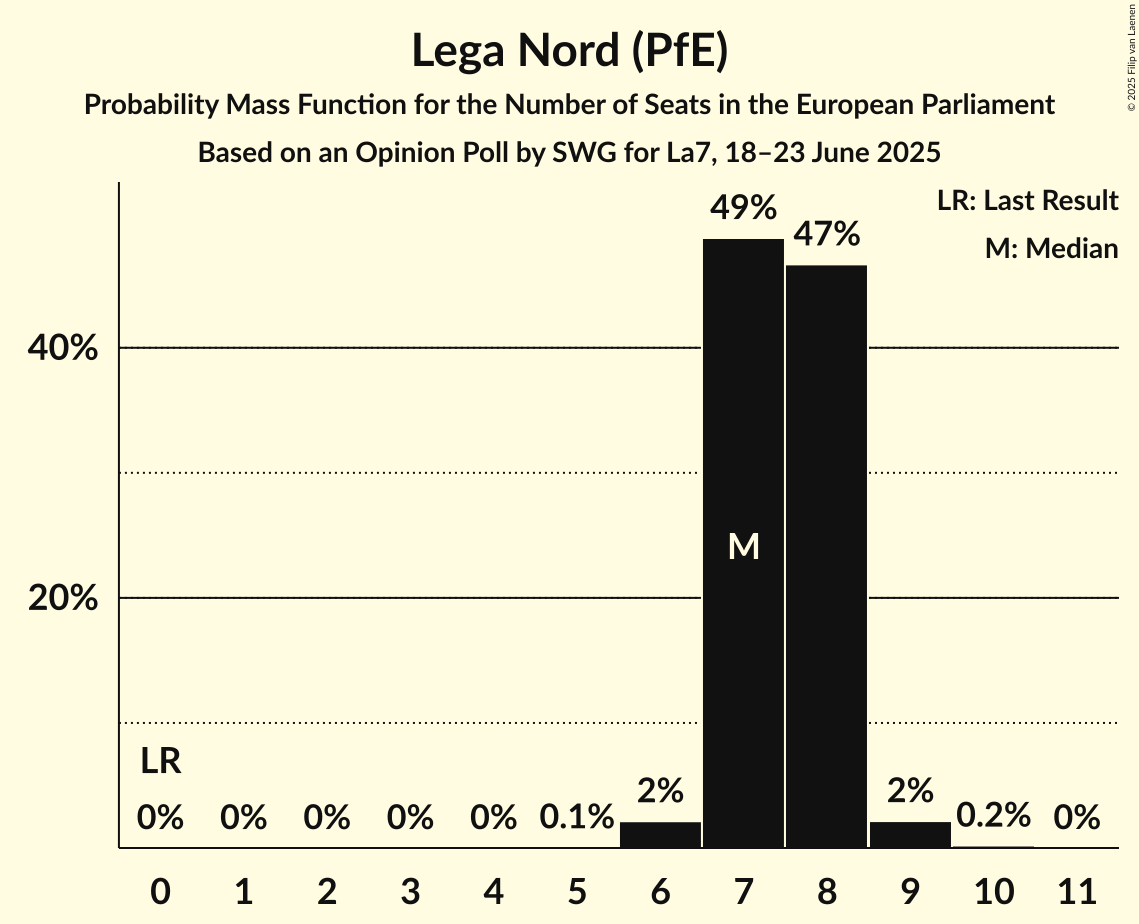 Lega Nord (PfE)
Probability Mass Function for the Number of Seats in the European Parliament
Based on an Opinion Poll by SWG for La7, 18–23 June 2025
© 2025 Filip van Laenen
LR: Last Result
M: Median
49%
47%
40%
M
20%
LR
0% 0% 0% 0% 0% 0.1% 2% 2% 0.2% 0%
0 1 2 3 4 5 6 7 8 9 10 11